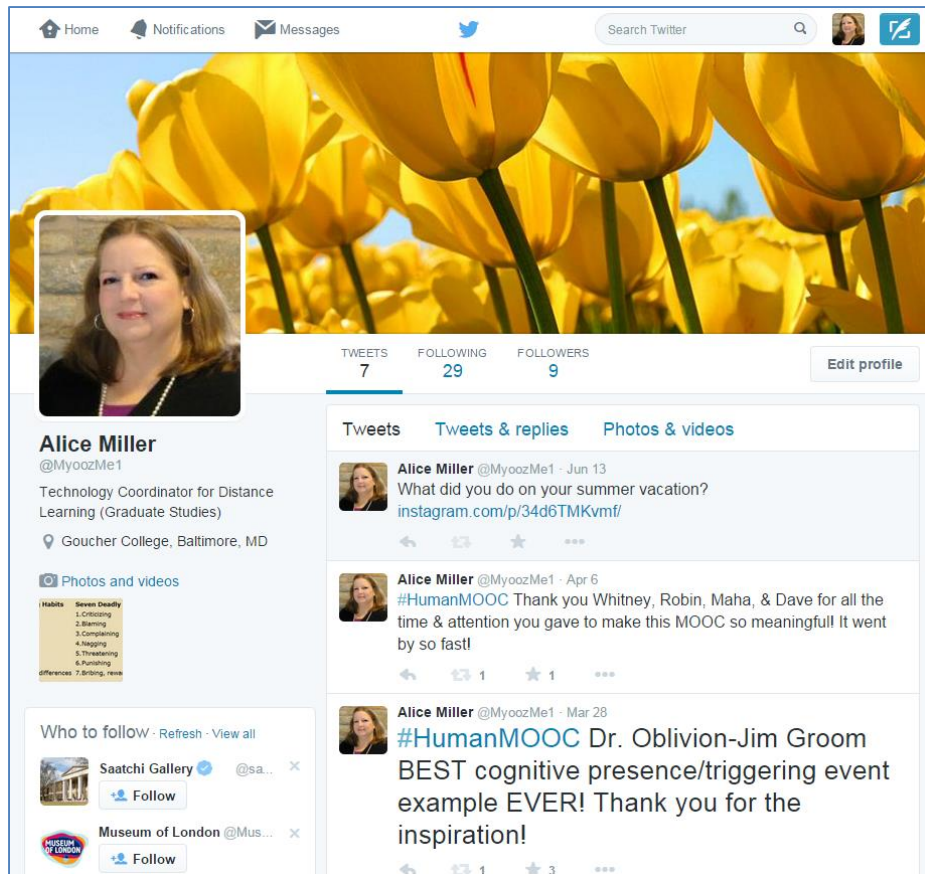 Home Notifications Messages Search Twitter
TWEETS FOLLOWING FOLLOWERS
7 29 9
Edit profile
Alice Miller
@MyoozMe1
Technology Coordinator for Distance
Learning (Graduate Studies)
Goucher College, Baltimore, MD
Photos and videos
Habits Seven Deadly
1.Criticizing
2.Blaming
3.Complaining
4.Nagging
5.Threatening
6.Punishing
differences 7.Bribing, rewa
Who to follow · Refresh · View all
Saatchi Gallery @sa...
Follow
Museum of London @Mus...
MUSEUM
OF LONDON
Follow
Tweets Tweets & replies Photos & videos
Alice Miller @MyoozMe1 · Jun 13
What did you do on your summer vacation?
instagram.com/p/34d6TMKvmf/
Alice Miller @MyoozMe1 · Apr 6
#HumanMOOC Thank you Whitney, Robin, Maha, & Dave for all the
time & attention you gave to make this MOOC so meaningful! It went
by so fast!
1 1
Alice Miller @MyoozMe1 · Mar 28
#HumanMOOC Dr. Oblivion-Jim Groom
BEST cognitive presence/triggering event
example EVER! Thank you for the
inspiration!
1 3